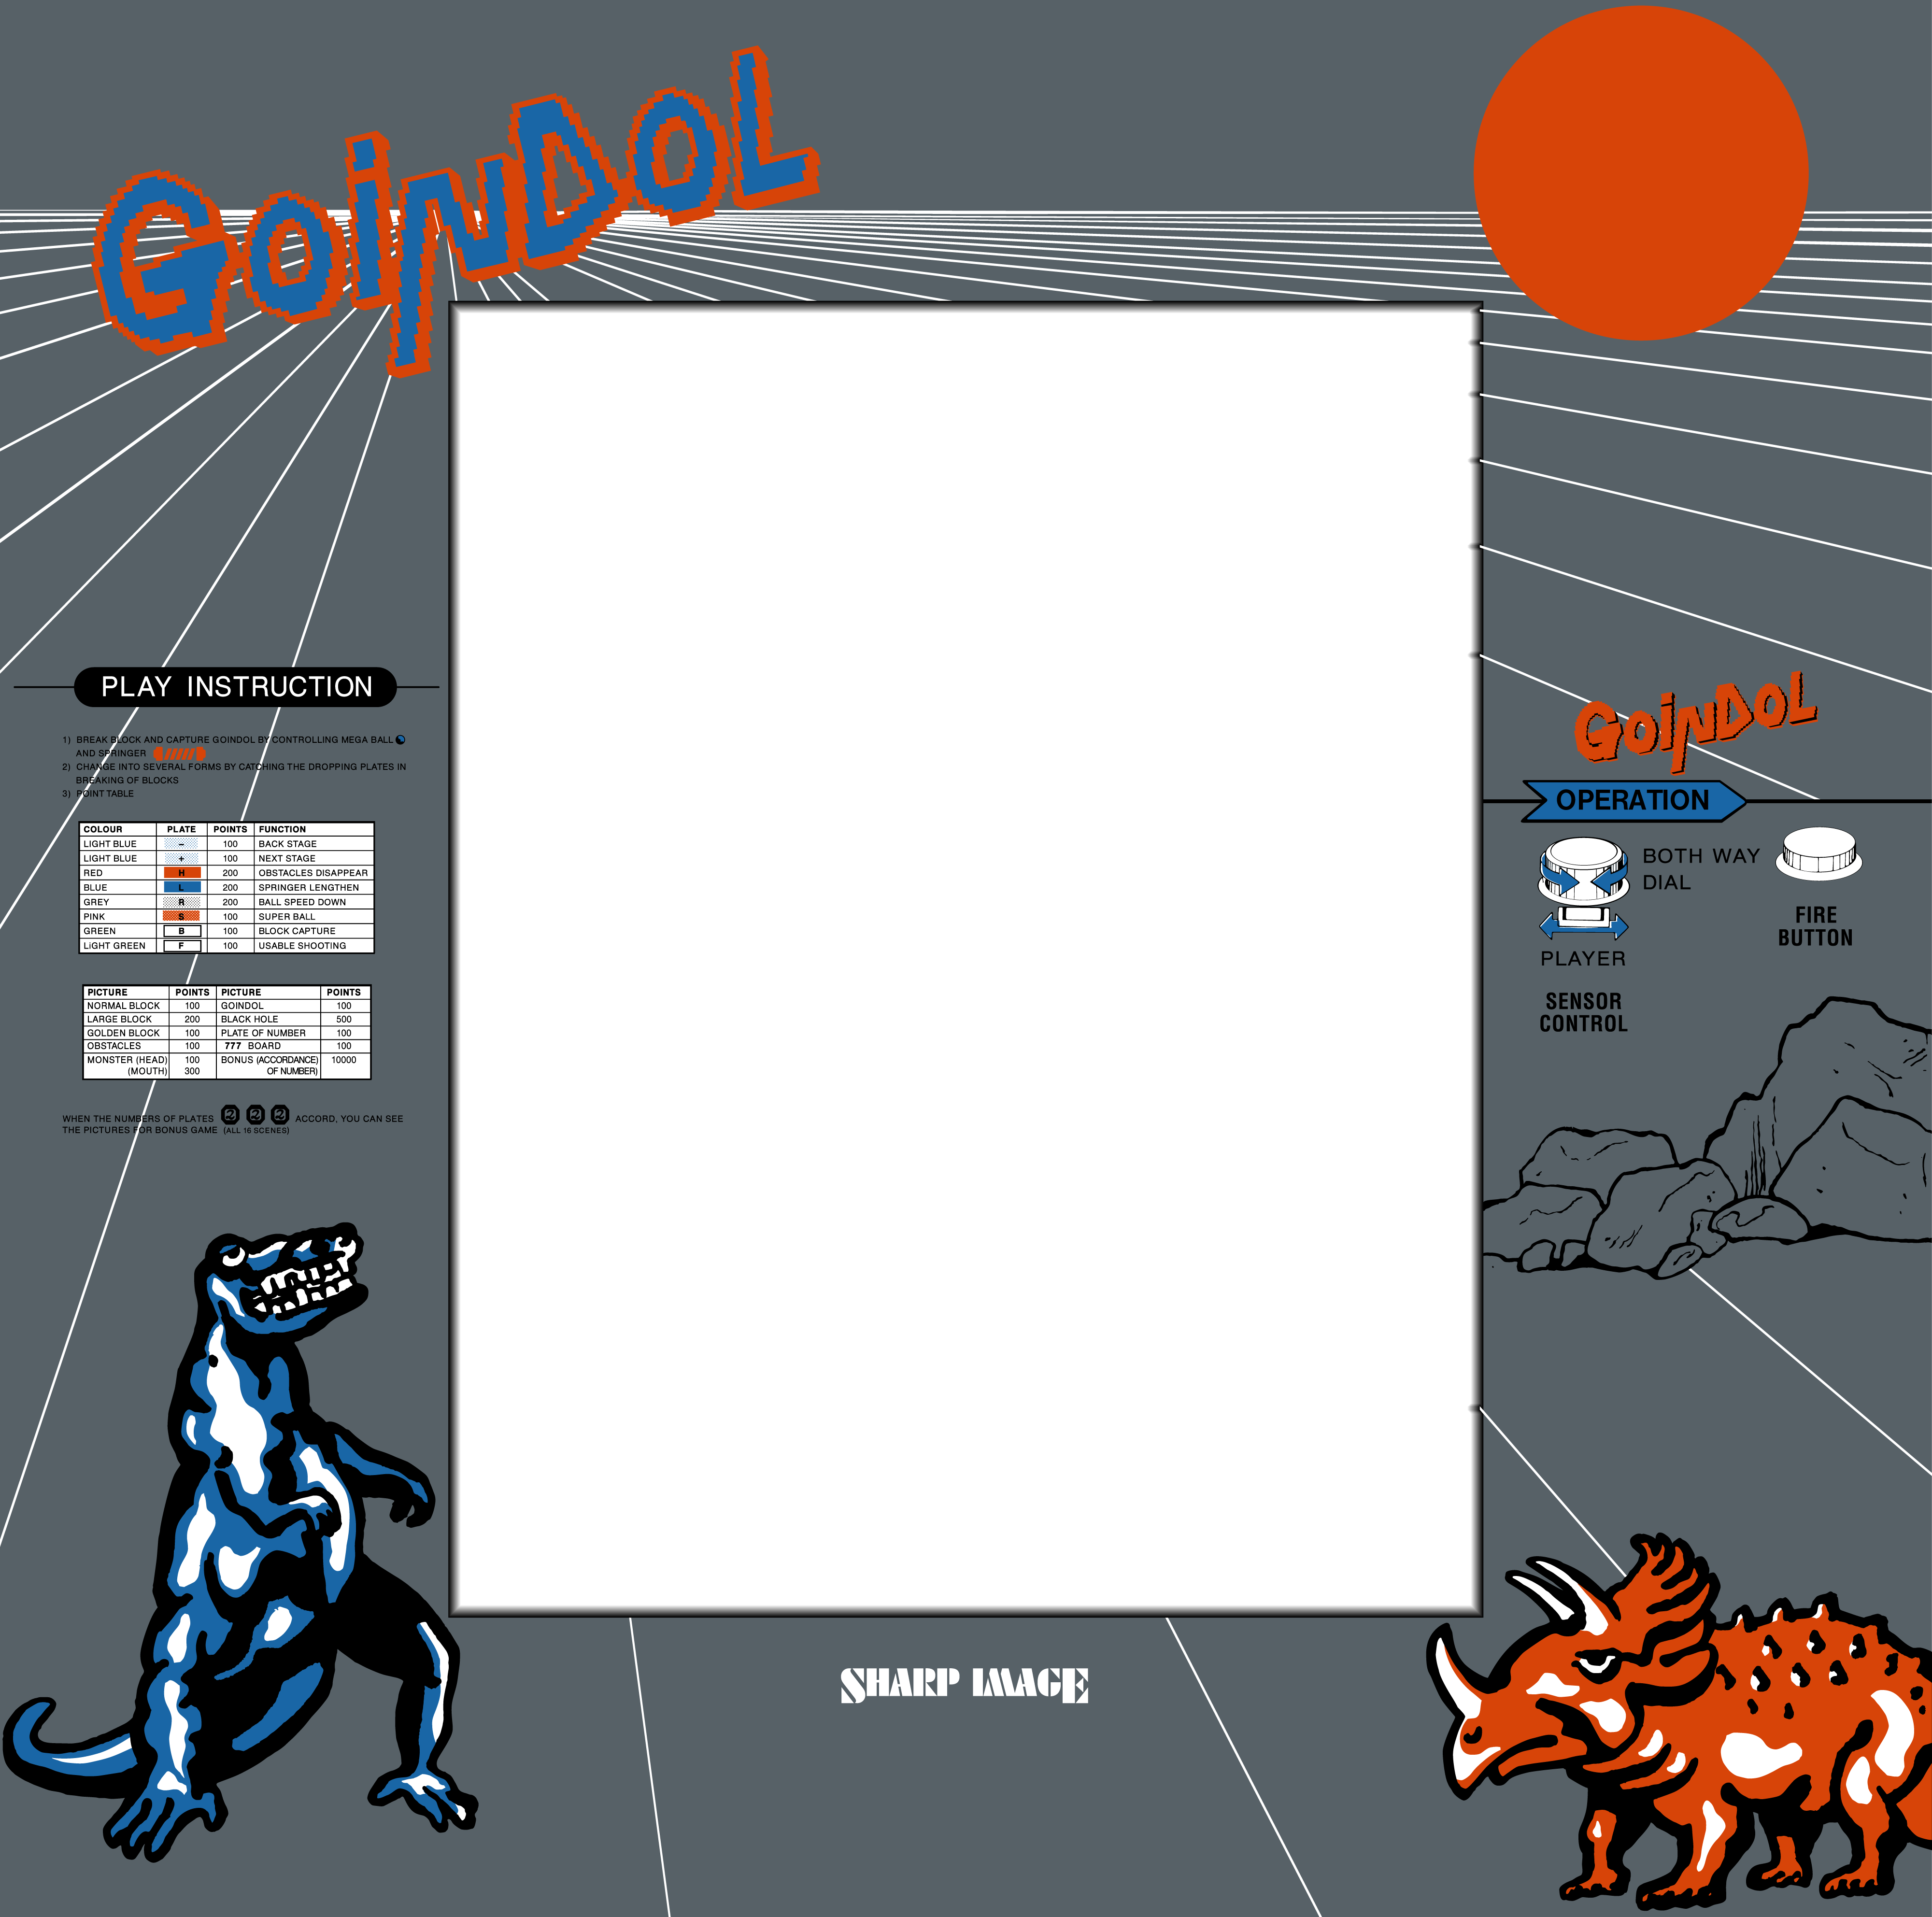 GOINDOL
PLAY INSTRUCTION
1) BREAK BLOCK AND CAPTURE GOINDOL BY CONTROLLING MEGA BALL
AND SPRINGER
2) CHANGE INTO SEVERAL FORMS BY CATCHING THE DROPPING PLATES IN
BREAKING OF BLOCKS
3) POINT TABLE
COLOUR PLATE POINTS FUNCTION
LIGHT BLUE – 100 BACK STAGE
LIGHT BLUE + 100 NEXT STAGE
RED H 200 OBSTACLES DISAPPEAR
BLUE L 200 SPRINGER LENGTHEN
GREY R 200 BALL SPEED DOWN
PINK S 100 SUPER BALL
GREEN B 100 BLOCK CAPTURE
LiGHT GREEN F 100 USABLE SHOOTING
PICTURE POINTS PICTURE POINTS
NORMAL BLOCK 100 GOINDOL 100
LARGE BLOCK 200 BLACK HOLE 500
GOLDEN BLOCK 100 PLATE OF NUMBER 100
OBSTACLES 100 777 BOARD 100
MONSTER (HEAD) 100 BONUS (ACCORDANCE) 10000
(MOUTH) 300 OF NUMBER)
WHEN THE NUMBERS OF PLATES 2 2 2 ACCORD, YOU CAN SEE
THE PICTURES FOR BONUS GAME (ALL 16 SCENES)
GOINDOL
OPERATION
BOTH WAY
DIAL
PLAYER
FIRE
BUTTON
SENSOR
CONTROL
SHARP IMAGE